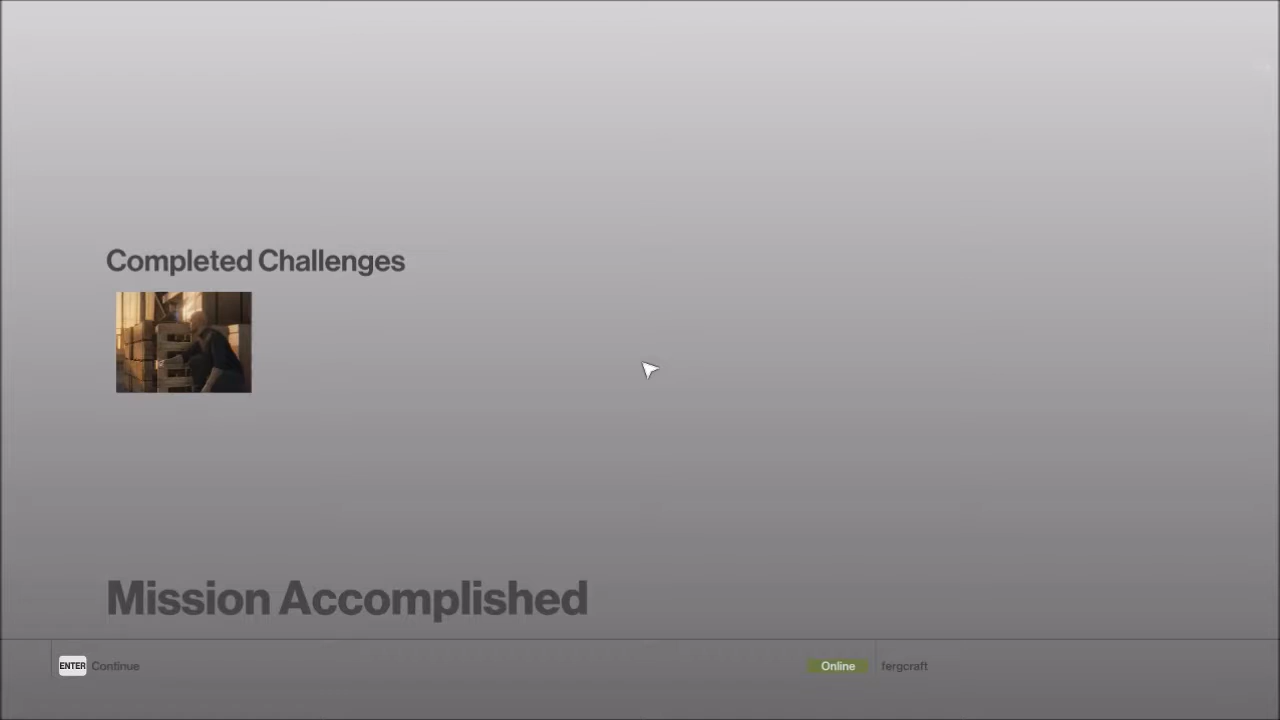 Completed Challenges
Mission Accomplished
ENTER Continue
Online fergcraft